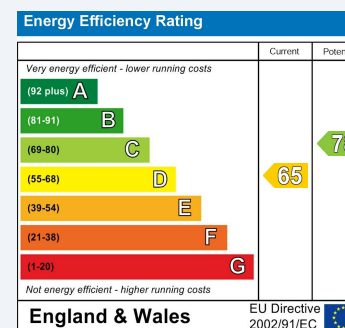 Energy Efficiency Rating
Current
Very energy efficient - lower running costs
(92 plus) A
(81-91) B
(69-80) C
(55-68) D
65
(39-54) E
(21-38) F
(1-20) G
Not energy efficient - higher running costs
England & Wales
EU Directive
2002/91/EC